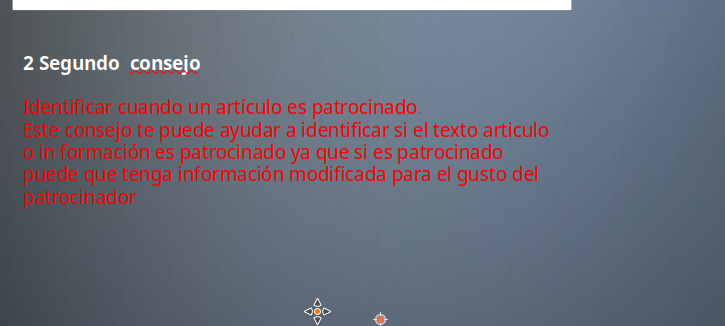 2 Segundo  consejo
Identificar cuando un artículo es patrocinado.
Este consejo te puede ayudar a identificar si el texto articulo
o in formación es patrocinado ya que si es patrocinado
puede que tenga información modificada para el gusto del
patrocinador